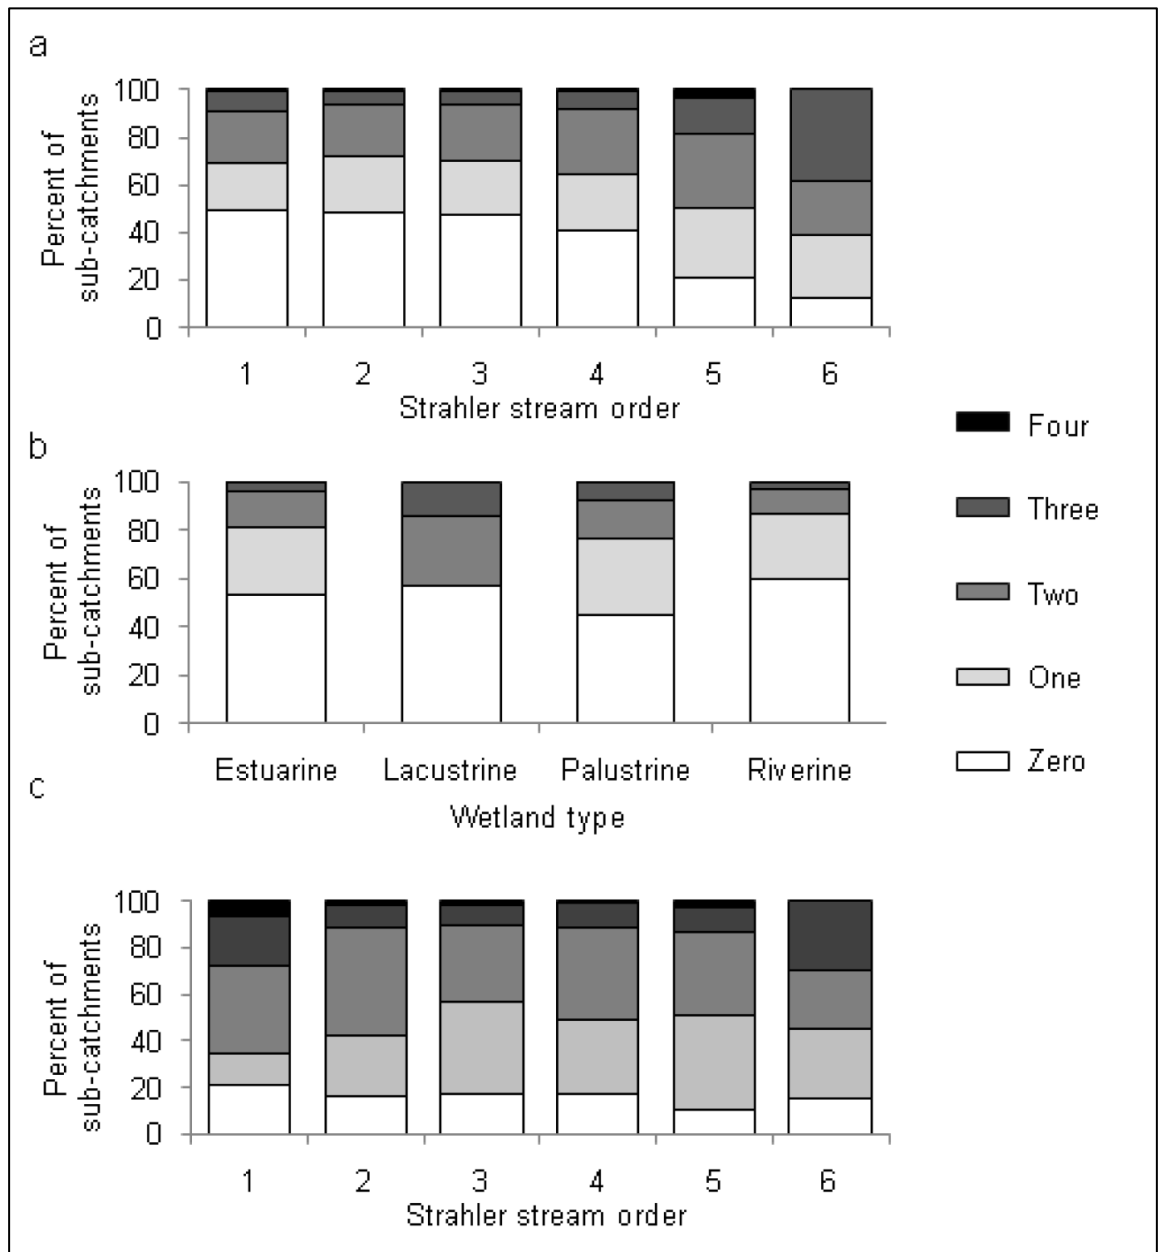 a
100
80
60
40
20
0
Percent of
sub-catchments
1 2 3 4 5 6
Strahler stream order
b
100
80
60
40
20
0
Percent of
sub-catchments
Estuarine Lacustrine Palustrine Riverine
Wetland type
Four
Three
Two
One
Zero
c
100
80
60
40
20
0
Percent of
sub-catchments
1 2 3 4 5 6
Strahler stream order